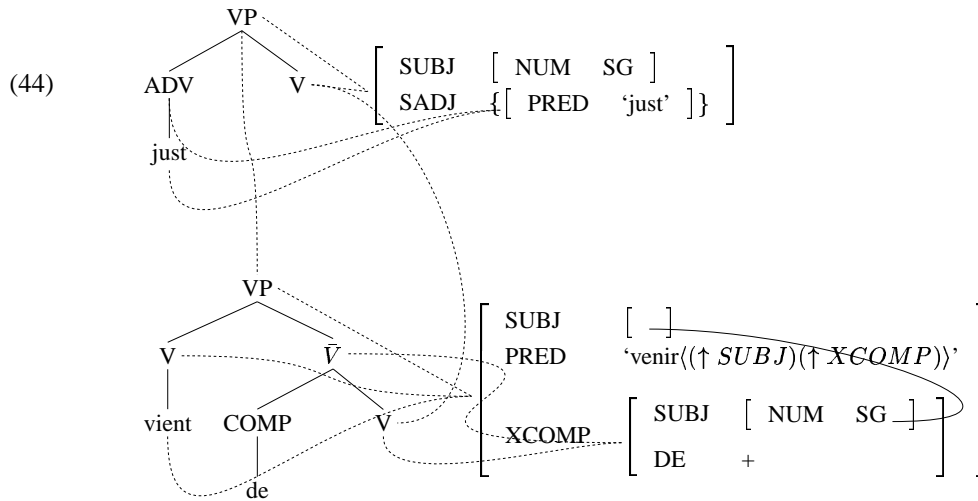 VP
SUBJ [ NUM SG ]
(44) ADV V
SADJ {[ PRED ‘just’ ]}
just
VP
SUBJ [ ]
V V̄ PRED ‘venir⟨(↑ SUBJ)(↑ XCOMP)⟩’
vient COMP V SUBJ [ NUM SG ]
XCOMP
DE +
de